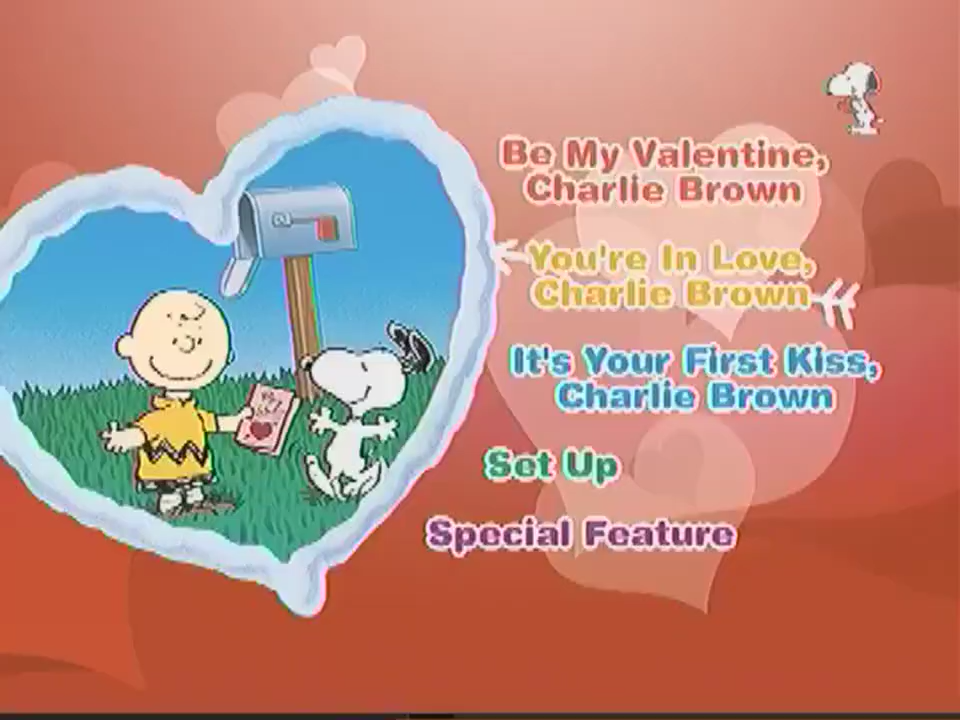 Be My Valentine,
Charlie Brown
You're In Love,
Charlie Brown
It's Your First Kiss,
Charlie Brown
Set Up
Special Feature